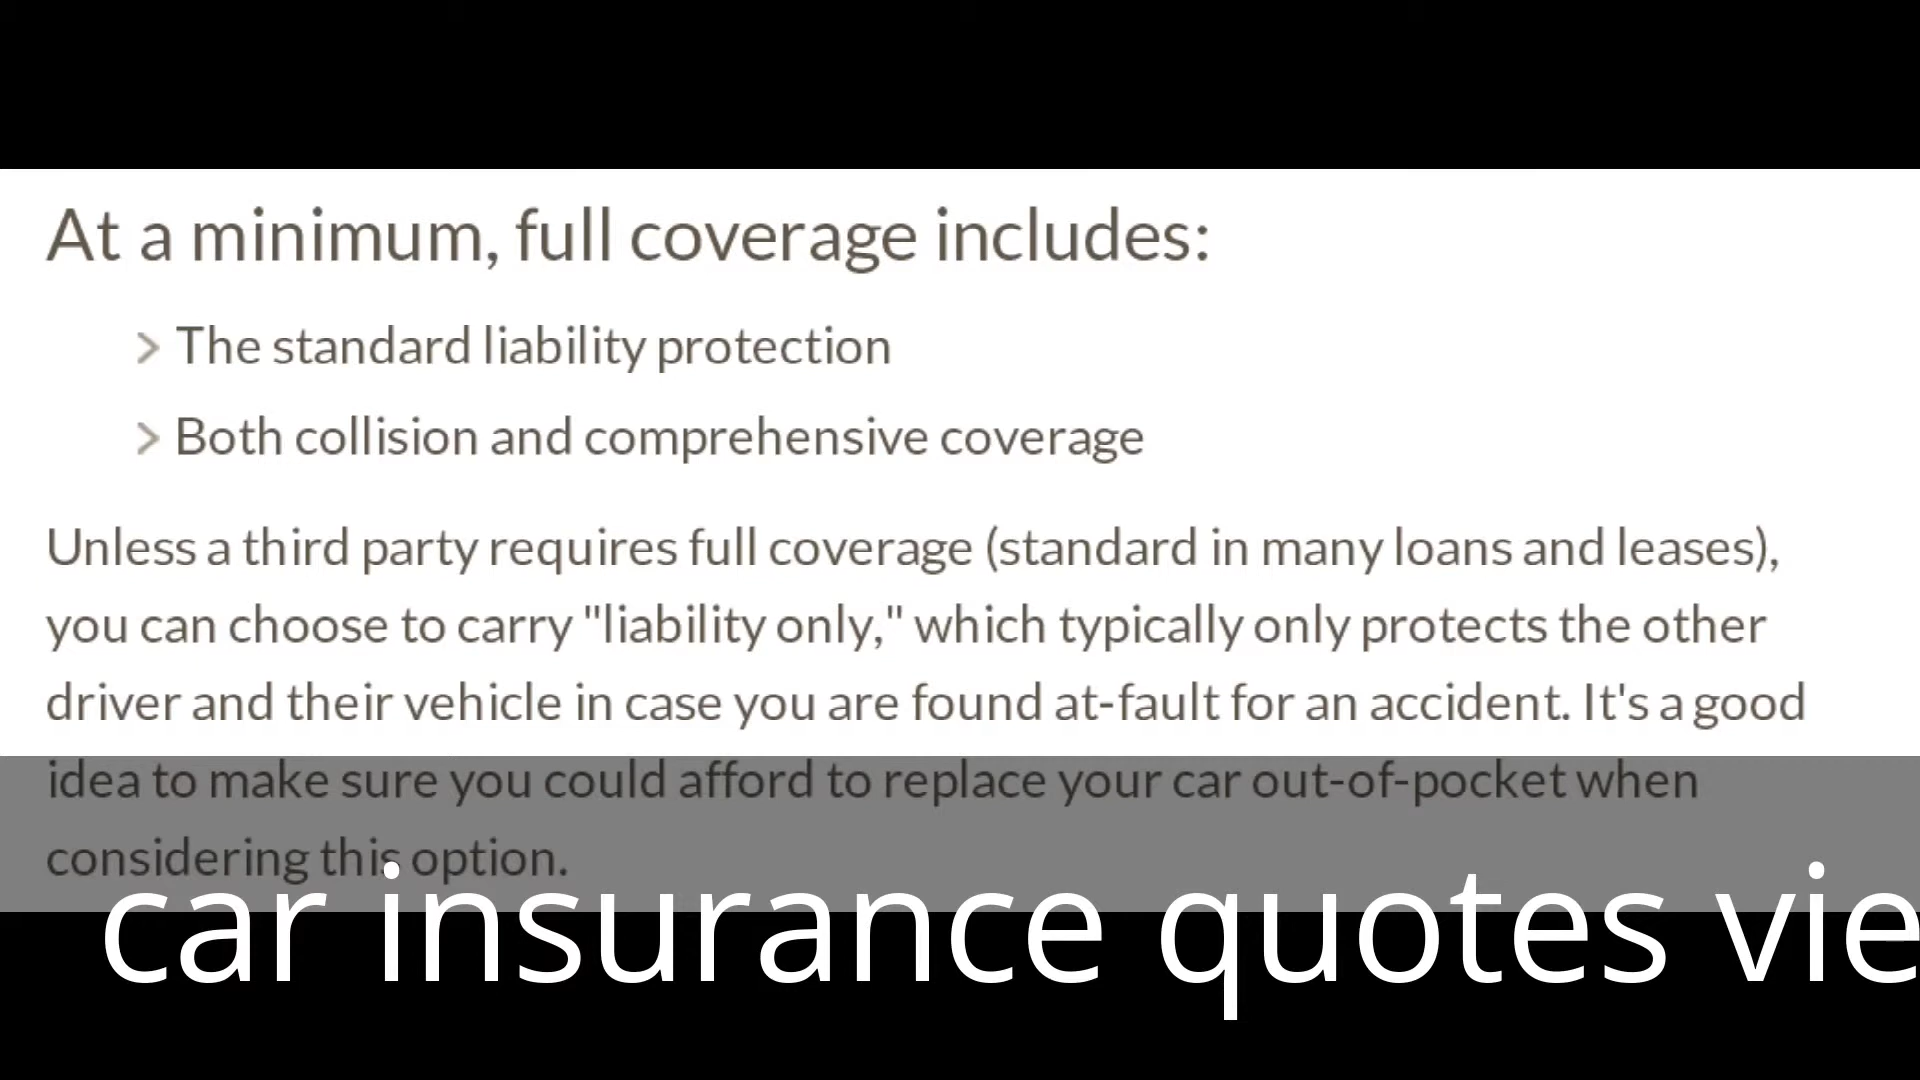 At a minimum, full coverage includes:
> The standard liability protection
> Both collision and comprehensive coverage
Unless a third party requires full coverage (standard in many loans and leases),
you can choose to carry "liability only," which typically only protects the other
driver and their vehicle in case you are found at-fault for an accident. It's a good
idea to make sure you could afford to replace your car out-of-pocket when
considering this option.
car insurance quotes vie